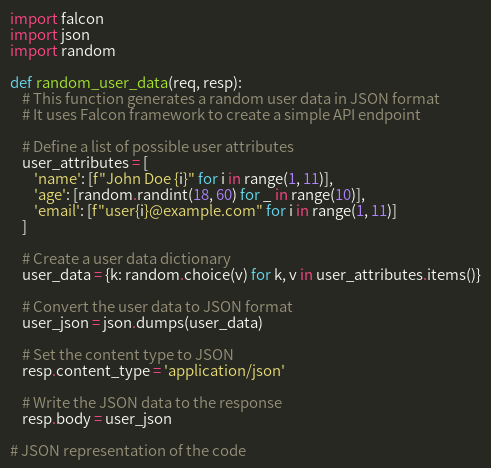 import falcon
import json
import random
def random_user_data(req, resp):
# This function generates a random user data in JSON format
# It uses Falcon framework to create a simple API endpoint
# Define a list of possible user attributes
user_attributes = [
'name': [f"John Doe {i}" for i in range(1, 11)],
'age': [random.randint(18, 60) for _ in range(10)],
'email': [f"user{i}@example.com" for i in range(1, 11)]
]
# Create a user data dictionary
user_data = {k: random.choice(v) for k, v in user_attributes.items()}
# Convert the user data to JSON format
user_json = json.dumps(user_data)
# Set the content type to JSON
resp.content_type = 'application/json'
# Write the JSON data to the response
resp.body = user_json
# JSON representation of the code